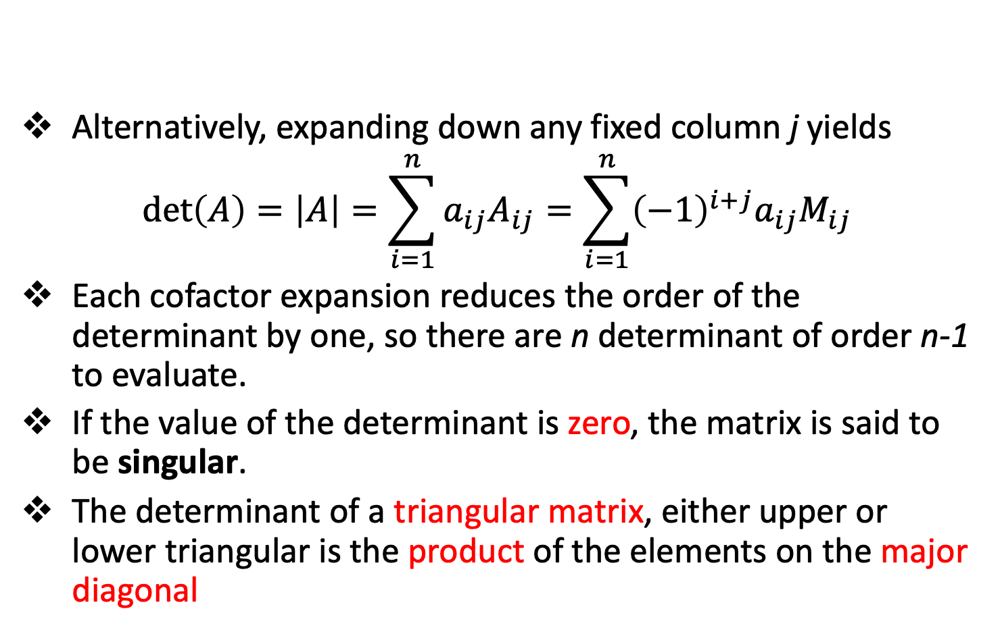 ❖ Alternatively, expanding down any fixed column j yields
det(A) = |A| = ∑_{i=1}^{n} a_{ij}A_{ij} = ∑_{i=1}^{n} (−1)^{i+j} a_{ij}M_{ij}
❖ Each cofactor expansion reduces the order of the
determinant by one, so there are n determinant of order n-1
to evaluate.
❖ If the value of the determinant is zero, the matrix is said to
be singular.
❖ The determinant of a triangular matrix, either upper or
lower triangular is the product of the elements on the major
diagonal